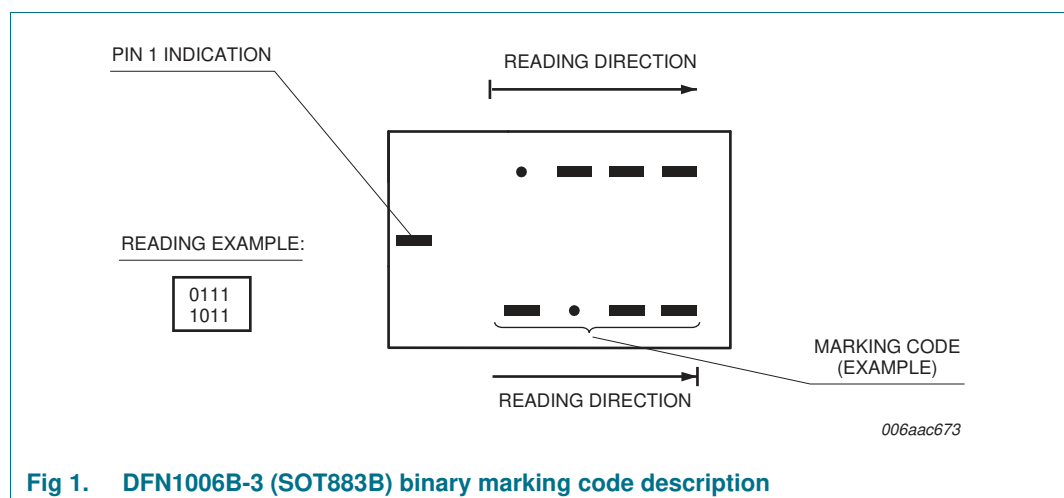 PIN 1 INDICATION
READING DIRECTION
READING EXAMPLE:
0111
1011
MARKING CODE
(EXAMPLE)
READING DIRECTION
006aac673
Fig 1. DFN1006B-3 (SOT883B) binary marking code description